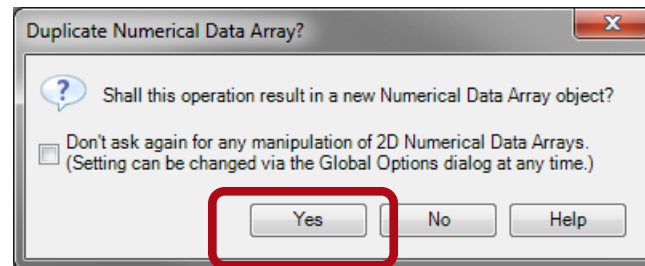 Duplicate Numerical Data Array?
Shall this operation result in a new Numerical Data Array object?
Don't ask again for any manipulation of 2D Numerical Data Arrays.
(Setting can be changed via the Global Options dialog at any time.)
Yes No Help